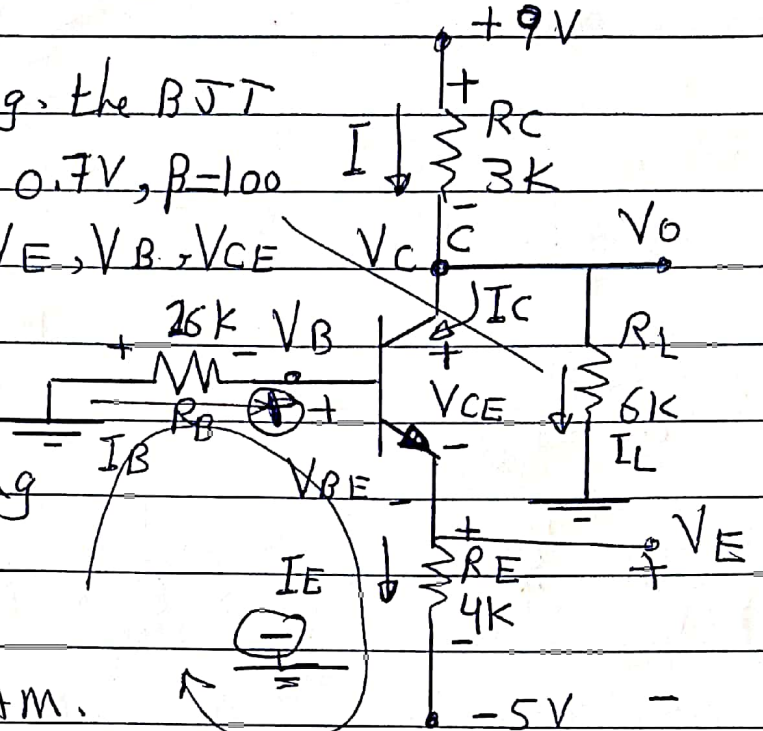 +9V
g. the BJT
+
I
RC
0.7V, β=100
3K
-
VE, VB, VCE
VC
C
VO
26K
VB
IC
RL
+
-
+
VCE
6K
RB
+
-
IL
IB
VBE
-
g
+
VE
+
IE
RE
4K
-
-
+M.
-5V
-